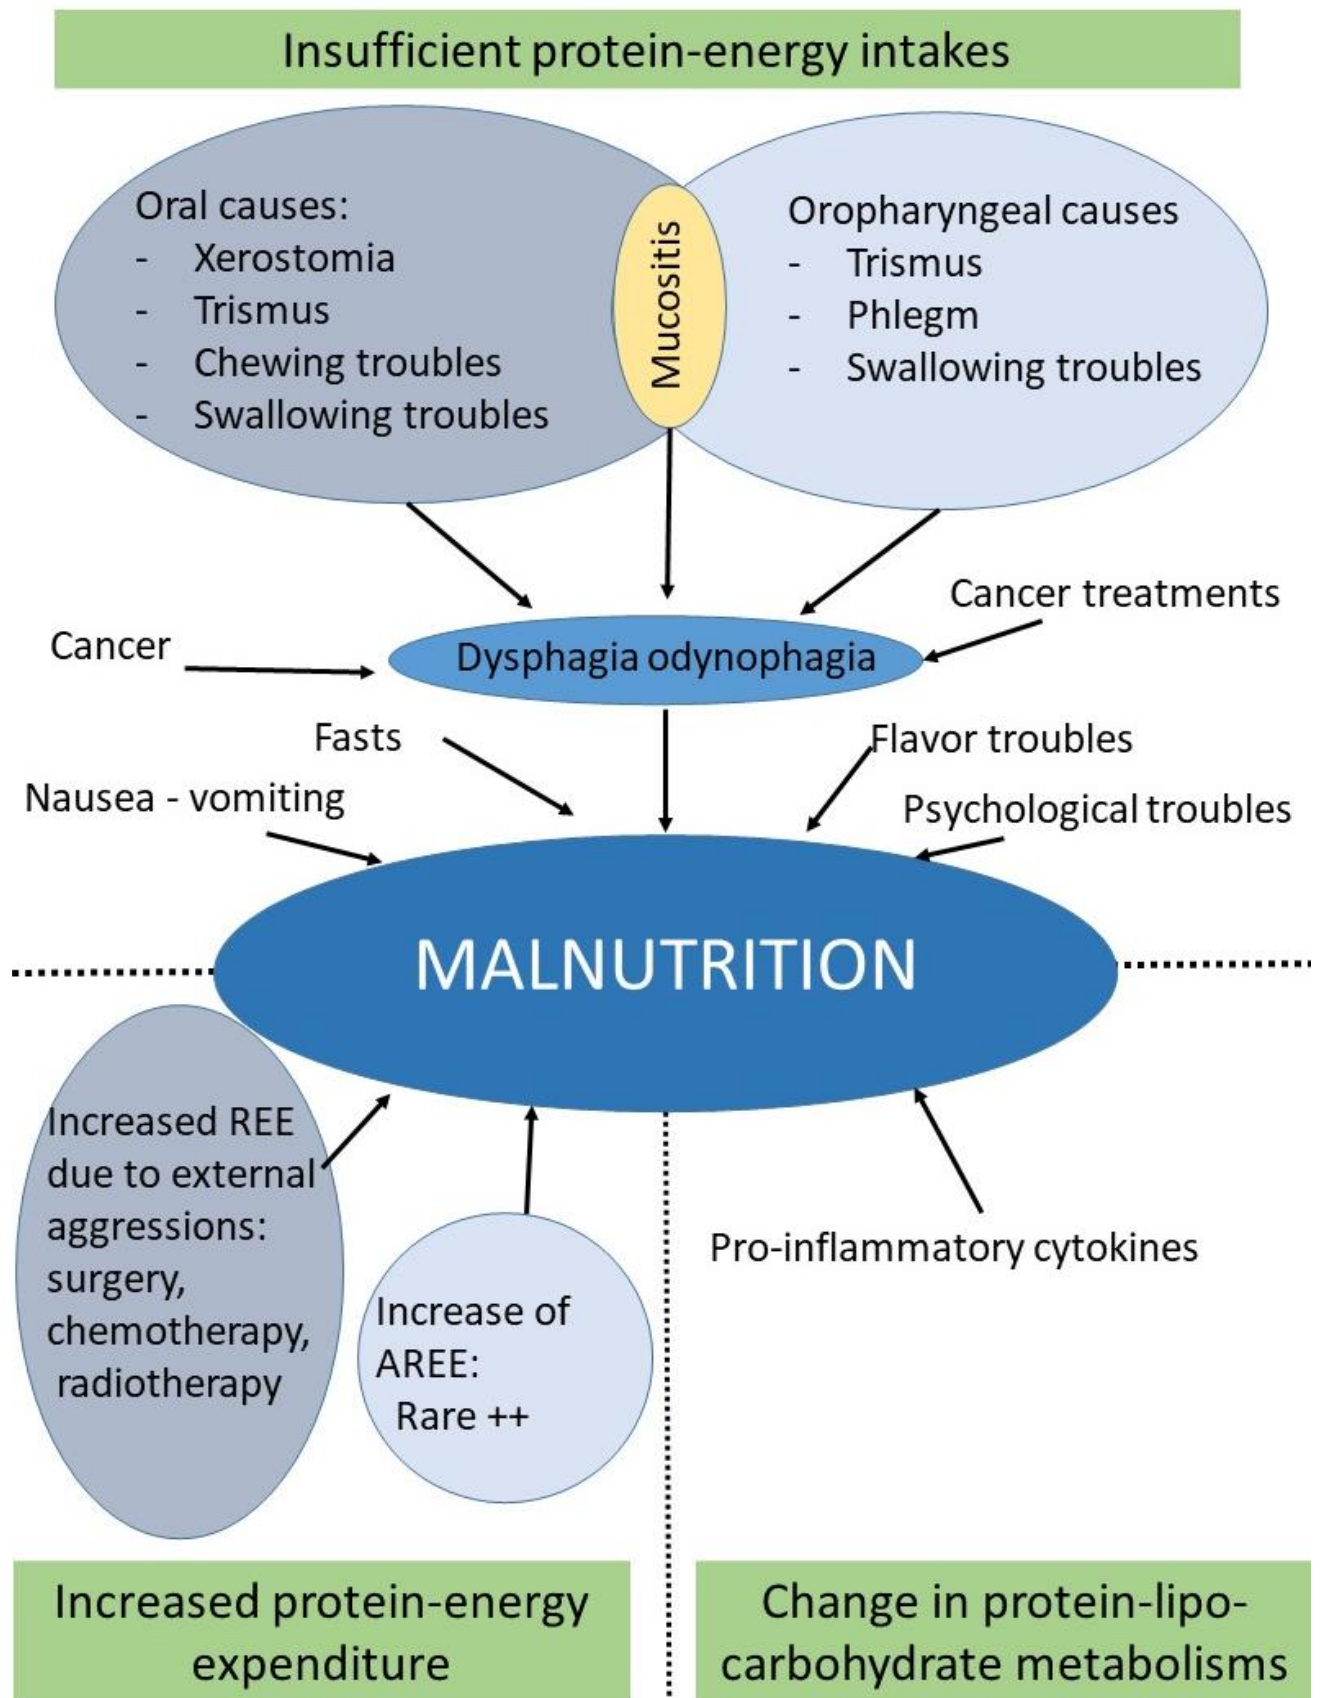 Insufficient protein-energy intakes
Oral causes:
- Xerostomia
- Trismus
- Chewing troubles
- Swallowing troubles
Mucositis
Oropharyngeal causes
- Trismus
- Phlegm
- Swallowing troubles
Cancer treatments
Cancer
Dysphagia odynophagia
Fasts
Flavor troubles
Nausea - vomiting
Psychological troubles
MALNUTRITION
Increased REE
due to external
aggressions:
surgery,
chemotherapy,
radiotherapy
Increase of
AREE:
Rare ++
Pro-inflammatory cytokines
Increased protein-energy
expenditure
Change in protein-lipo-
carbohydrate metabolisms